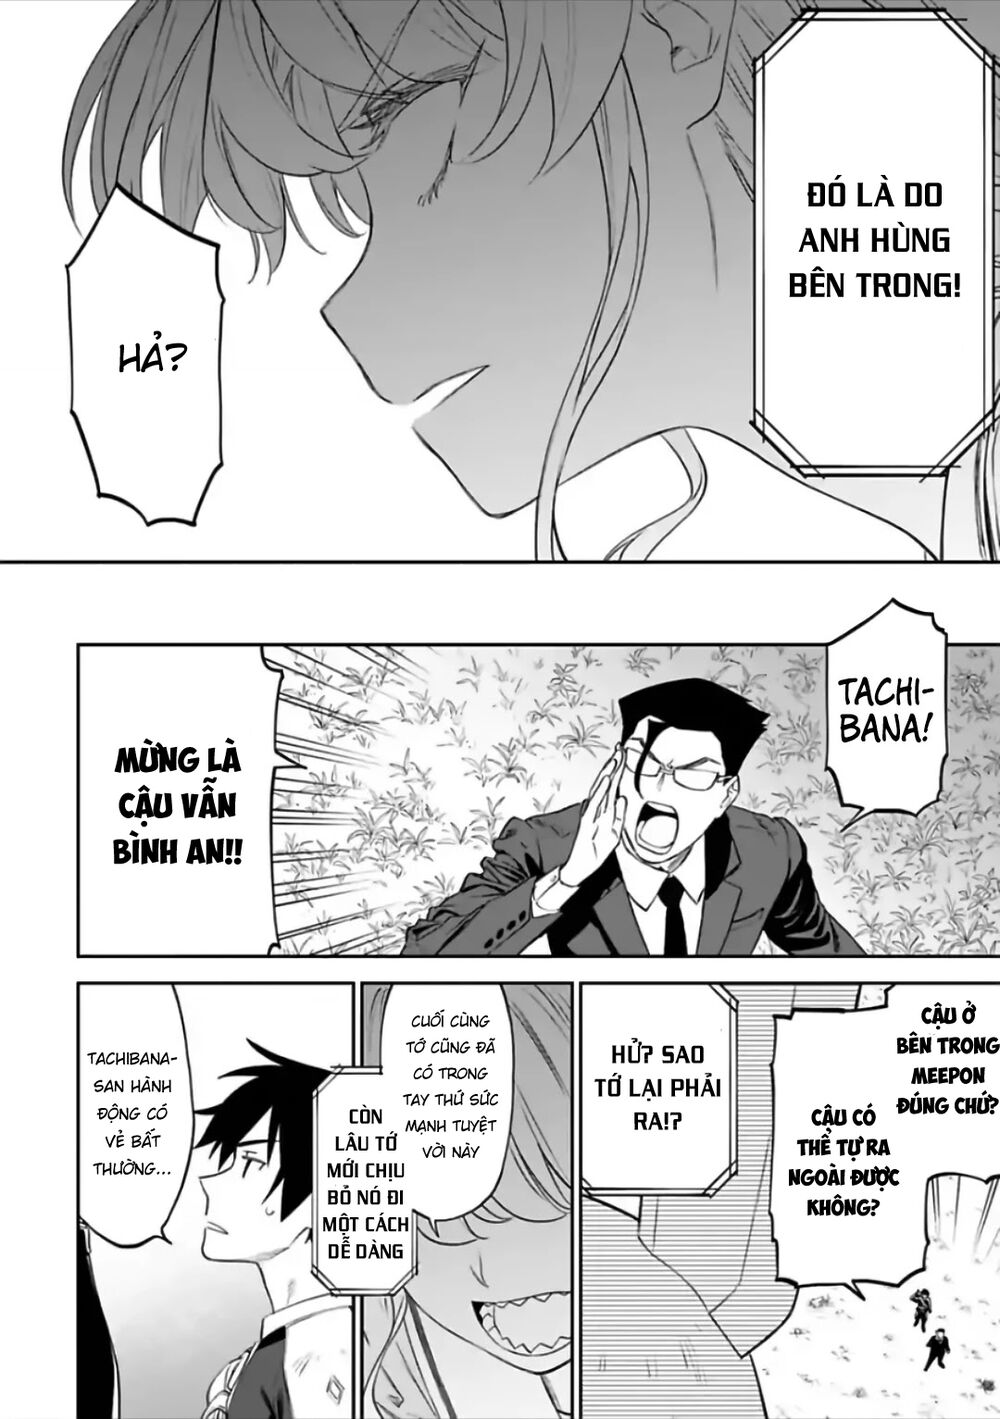 ĐÓ LÀ DO
ANH HÙNG
BÊN TRONG!
HẢ?
TACHI-
BANA!
MỪNG LÀ
CẬU VẪN
BÌNH AN!!
CẬU Ở
BÊN TRONG
MEEPON
ĐÚNG CHỨ?
CẬU CÓ
THỂ TỰ RA
NGOÀI ĐƯỢC
KHÔNG?
HỬ? SAO
TỚ LẠI PHẢI
RA!?
CUỐI CÙNG
TỚ CŨNG ĐÃ
CÓ TRONG
TAY THỨ SỨC
MẠNH TUYỆT
VỜI NÀY
CÒN
LÂU TỚ
MỚI CHỊU
BỎ NÓ ĐI
MỘT CÁCH
DỄ DÀNG
TACHIBANA-
SAN HÀNH
ĐỘNG CÓ
VẺ BẤT
THƯỜNG...